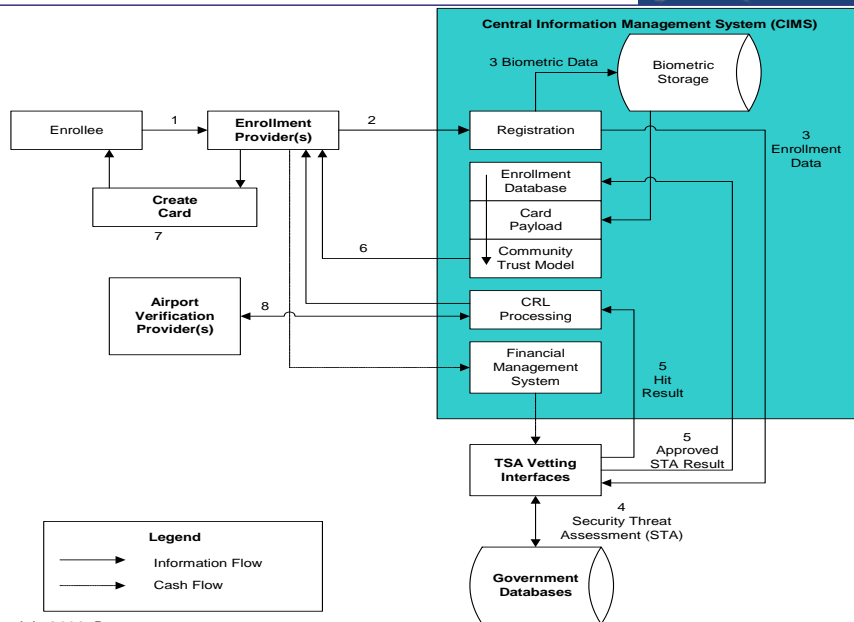 Central Information Management System (CIMS)
3 Biometric Data
Biometric
Storage
Enrollee
1
Enrollment
Provider(s)
2
Registration
3
Enrollment
Data
Enrollment
Database
Card
Payload
Community
Trust Model
Create
Card
7
6
Airport
Verification
Provider(s)
8
CRL
Processing
Financial
Management
System
5
Hit
Result
5
Approved
STA Result
TSA Vetting
Interfaces
4
Security Threat
Assessment (STA)
Government
Databases
Legend
Information Flow
Cash Flow